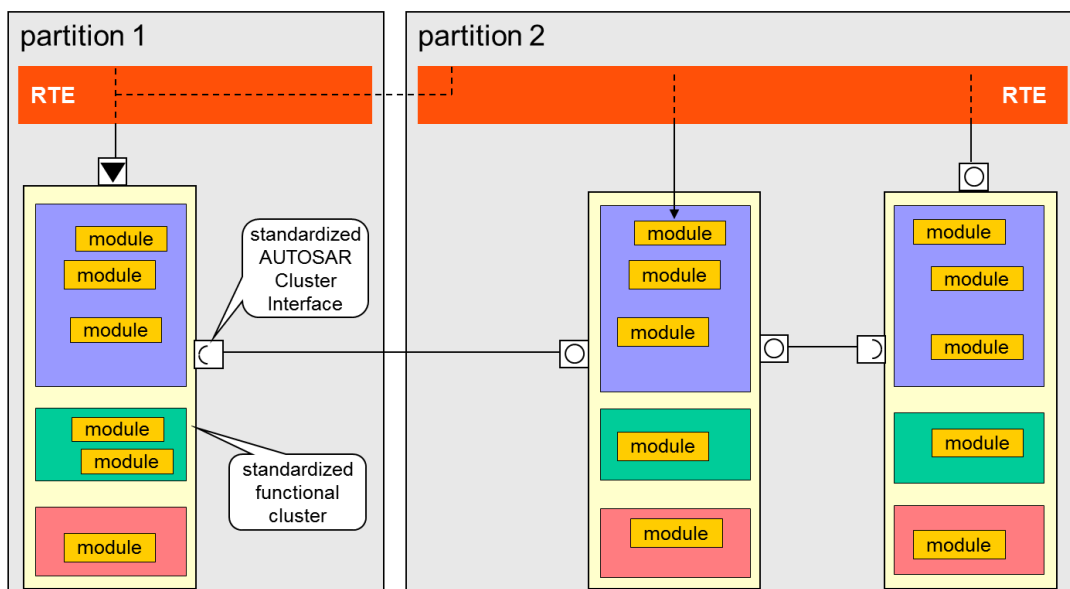 partition 1
partition 2
RTE
RTE
module
module
module
standardized
AUTOSAR
Cluster
Interface
module
module
standardized
functional
cluster
module
module
module
module
module
module
module
module
module
module
module